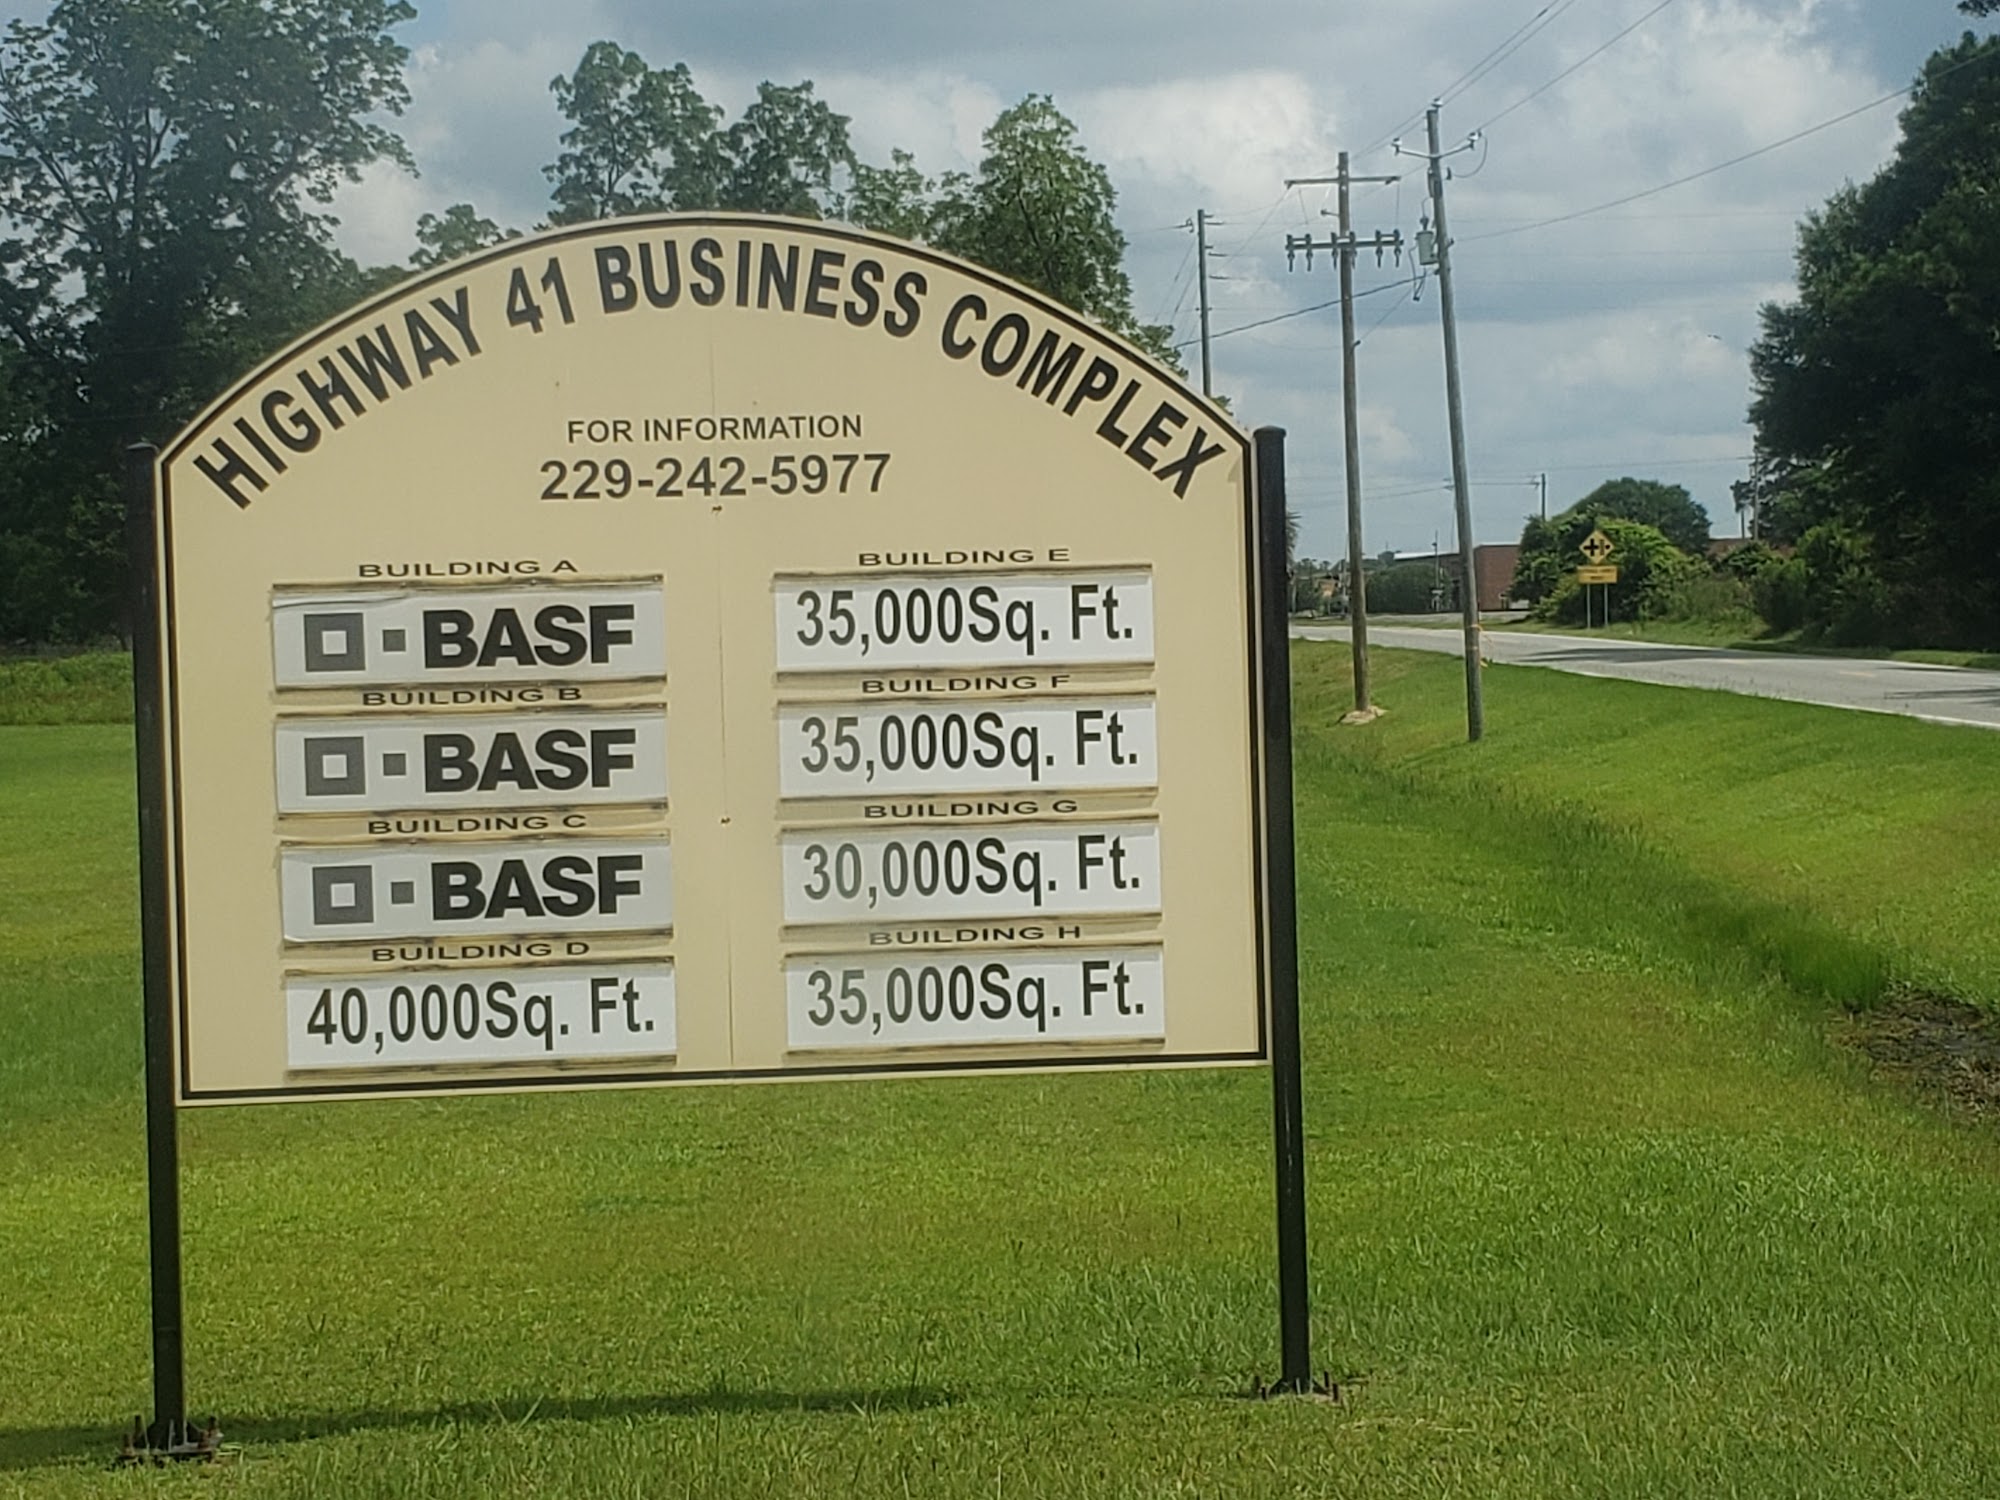 HIGHWAY 41 BUSINESS COMPLEX
FOR INFORMATION
229-242-5977
BUILDING A
BASF
BUILDING B
BASF
BUILDING C
BASF
BUILDING D
40,000Sq. Ft.
BUILDING E
35,000Sq. Ft.
BUILDING F
35,000Sq. Ft.
BUILDING G
30,000Sq. Ft.
BUILDING H
35,000Sq. Ft.